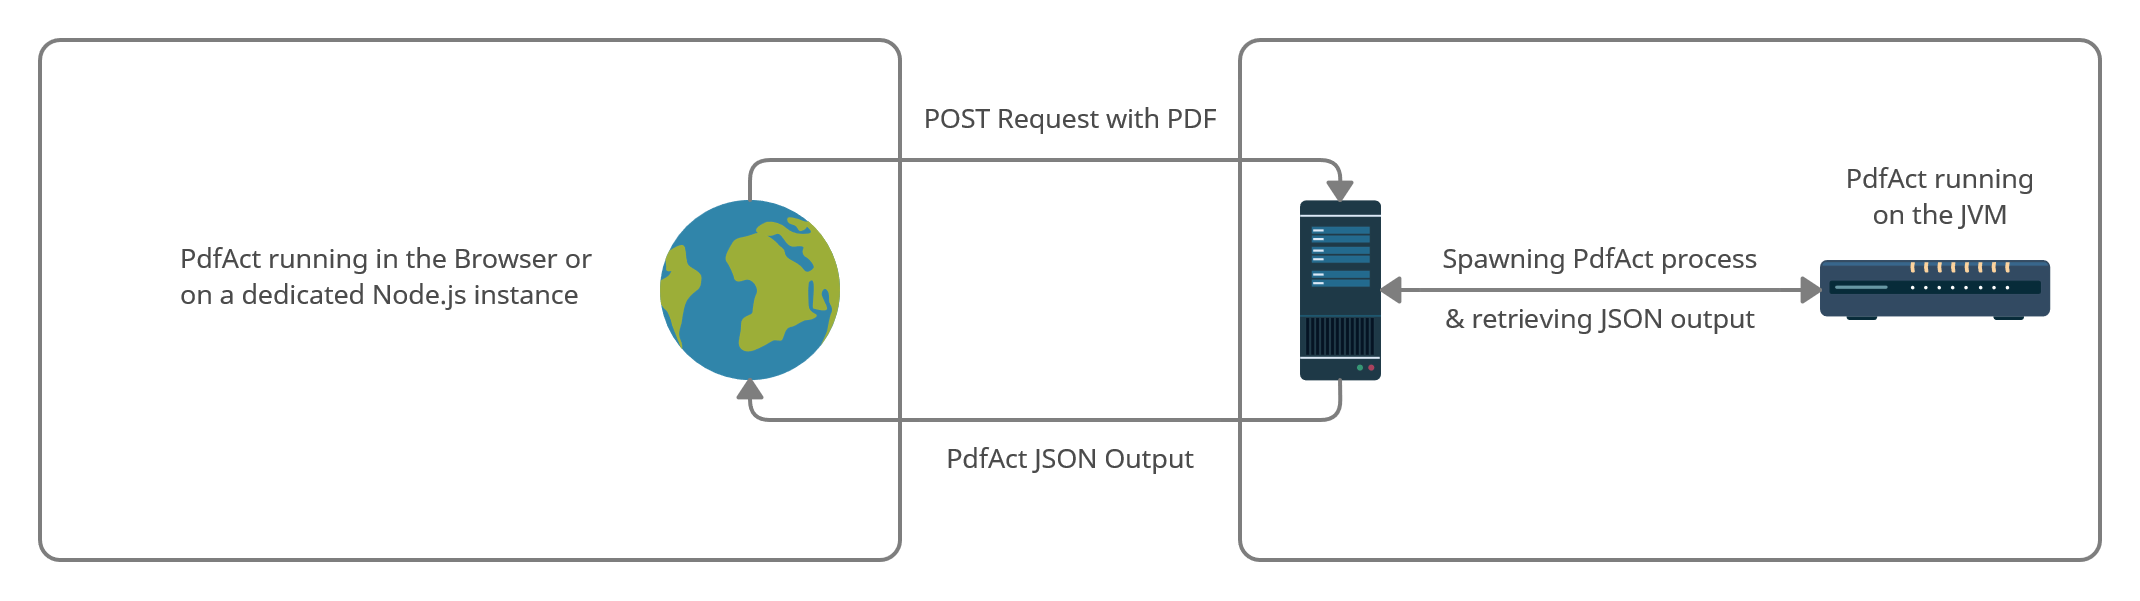 PdfAct running in the Browser or
on a dedicated Node.js instance
POST Request with PDF
PdfAct JSON Output
Spawning PdfAct process
& retrieving JSON output
PdfAct running
on the JVM